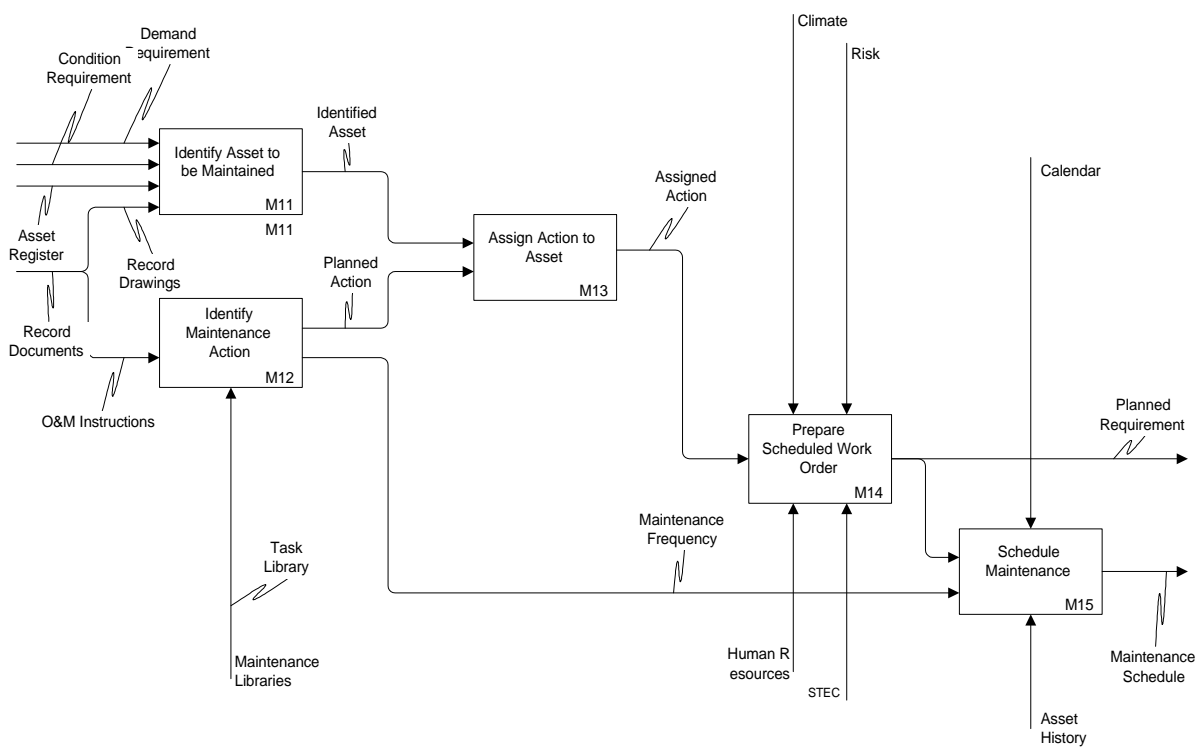 Demand
equirement
Condition
Requirement
Climate
Risk
Identified
Asset
Identify Asset to
be Maintained
M11
M11
Assigned
Action
Calendar
Asset
Register
Record
Drawings
Planned
Action
Assign Action to
Asset
M13
Record
Documents
Identify
Maintenance
Action
M12
O&M Instructions
Planned
Requirement
Prepare
Scheduled Work
Order
M14
Maintenance
Frequency
Task
Library
Schedule
Maintenance
M15
Maintenance
Libraries
Human R
esources
STEC
Maintenance
Schedule
Asset
History